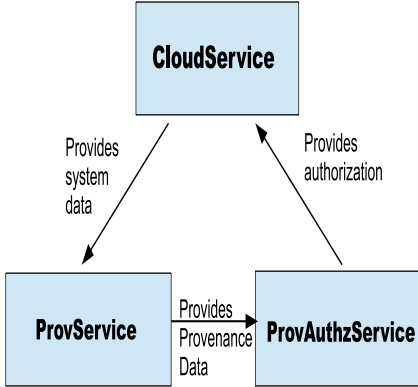 CloudService
Provides
system
data
Provides
authorization
ProvService
Provides
Provenance
Data
ProvAuthzService